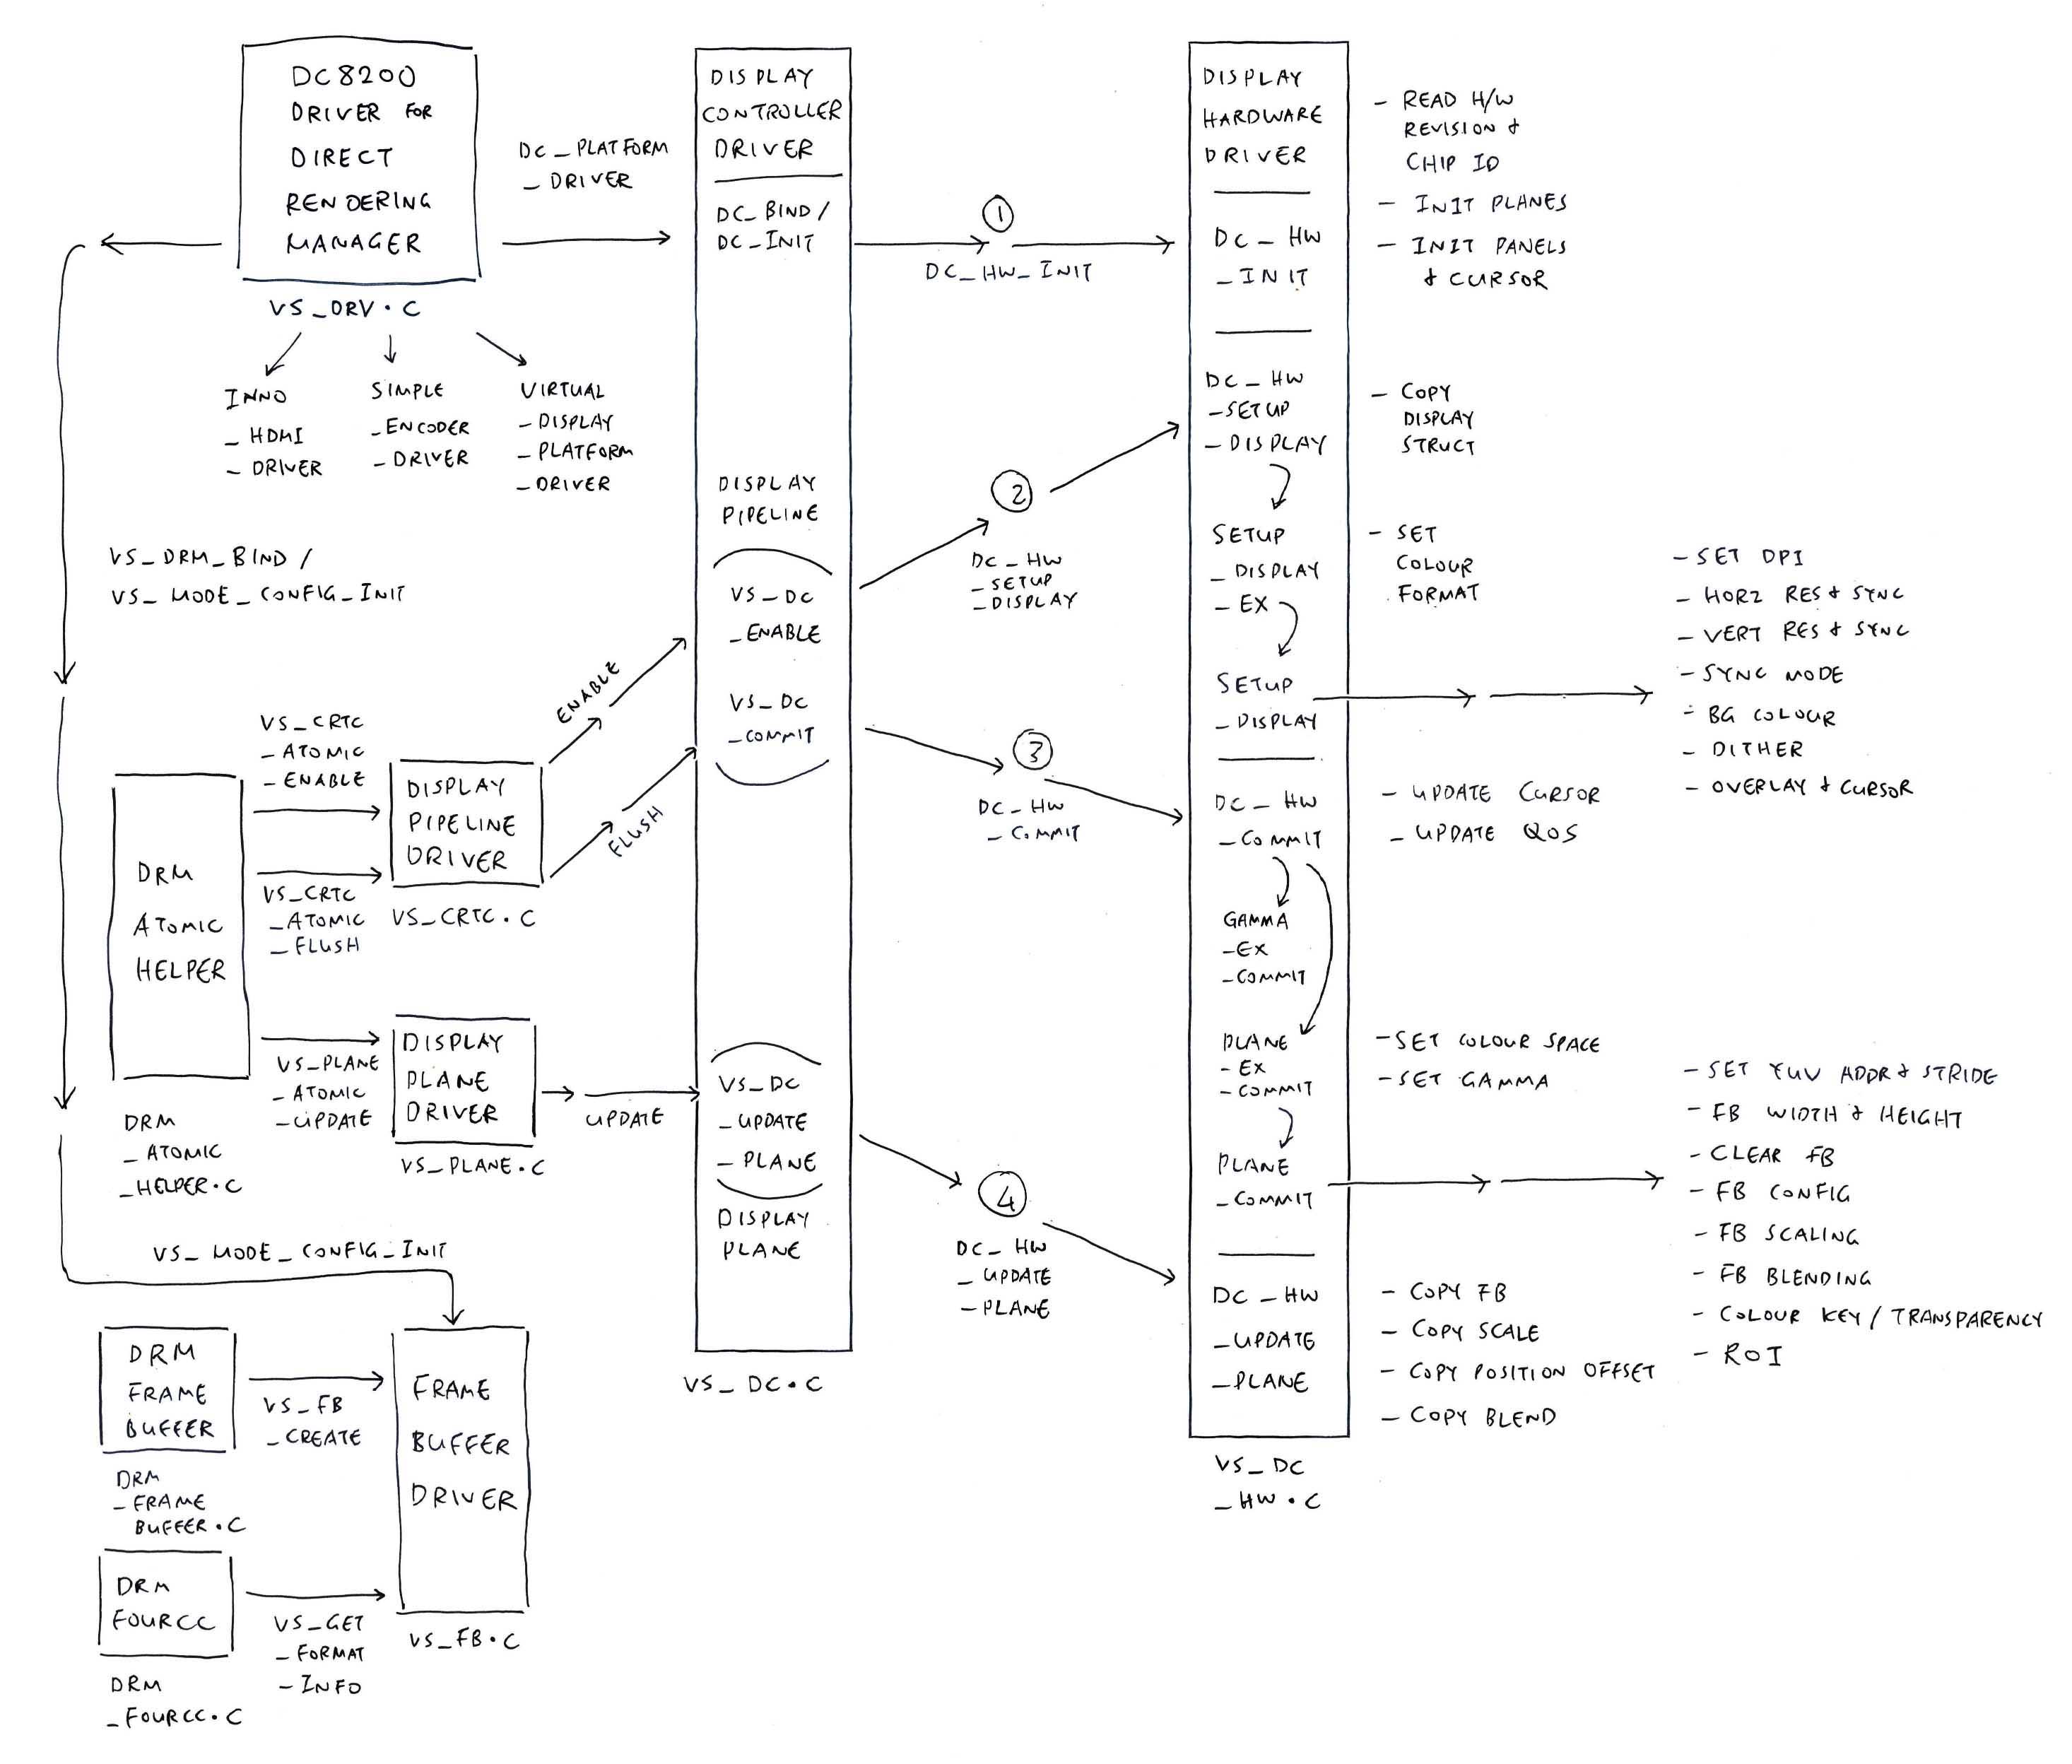 DC8200
DRIVER FOR
DIRECT
RENDERING
MANAGER
VS_DRV.C
DC_PLATFORM
_DRIVER
INNO
_HDMI
_DRIVER
SIMPLE
_ENCODER
_DRIVER
VIRTUAL
_DISPLAY
_PLATFORM
_DRIVER
VS_DRM_BIND/
VS_MODE_CONFIG_INIT
DRM
ATOMIC
HELPER
DRM
_ATOMIC
_HELPER.C
VS_CRTC
_ATOMIC
_ENABLE
VS_CRTC
_ATOMIC
_FLUSH
DISPLAY
PIPELINE
DRIVER
VS_CRTC.C
ENABLE
FLUSH
VS_PLANE
_ATOMIC
_UPDATE
DISPLAY
PLANE
DRIVER
VS_PLANE.C
UPDATE
VS_MODE_CONFIG_INIT
DRM
FRAME
BUFFER
DRM
_FRAME
BUFFER.C
VS_FB
_CREATE
FRAME
BUFFER
DRIVER
VS_FB.C
DRM
FOURCC
DRM
_FOURCC.C
VS_GET
_FORMAT
_INFO
DISPLAY
CONTROLLER
DRIVER
DC_BIND/
DC_INIT
DISPLAY
PIPELINE
VS_DC
_ENABLE
VS_DC
_COMMIT
VS_DC
_UPDATE
_PLANE
DISPLAY
PLANE
VS_DC.C
1
DC_HW_INIT
2
DC_HW
_SETUP
_DISPLAY
3
DC_HW
_COMMIT
4
DC_HW
_UPDATE
_PLANE
DISPLAY
HARDWARE
DRIVER
DC_HW
_INIT
DC_HW
_SETUP
_DISPLAY
SETUP
_DISPLAY
_EX
SETUP
_DISPLAY
DC_HW
_COMMIT
GAMMA
_EX
_COMMIT
PLANE
_EX
_COMMIT
PLANE
_COMMIT
DC_HW
_UPDATE
_PLANE
VS_DC
_HW.C
- READ H/W
REVISION &
CHIP ID
- INIT PLANES
- INIT PANELS
& CURSOR
- COPY
DISPLAY
STRUCT
- SET
COLOUR
FORMAT
- SET DPI
- HORZ RES & SYNC
- VERT RES & SYNC
- SYNC MODE
- BG COLOUR
- DITHER
- OVERLAY & CURSOR
- UPDATE CURSOR
- UPDATE QOS
- SET COLOUR SPACE
- SET GAMMA
- SET YUV ADDR & STRIDE
- FB WIDTH & HEIGHT
- CLEAR FB
- FB CONFIG
- FB SCALING
- FB BLENDING
- COLOUR KEY / TRANSPARENCY
- ROI
- COPY FB
- COPY SCALE
- COPY POSITION OFFSET
- COPY BLEND